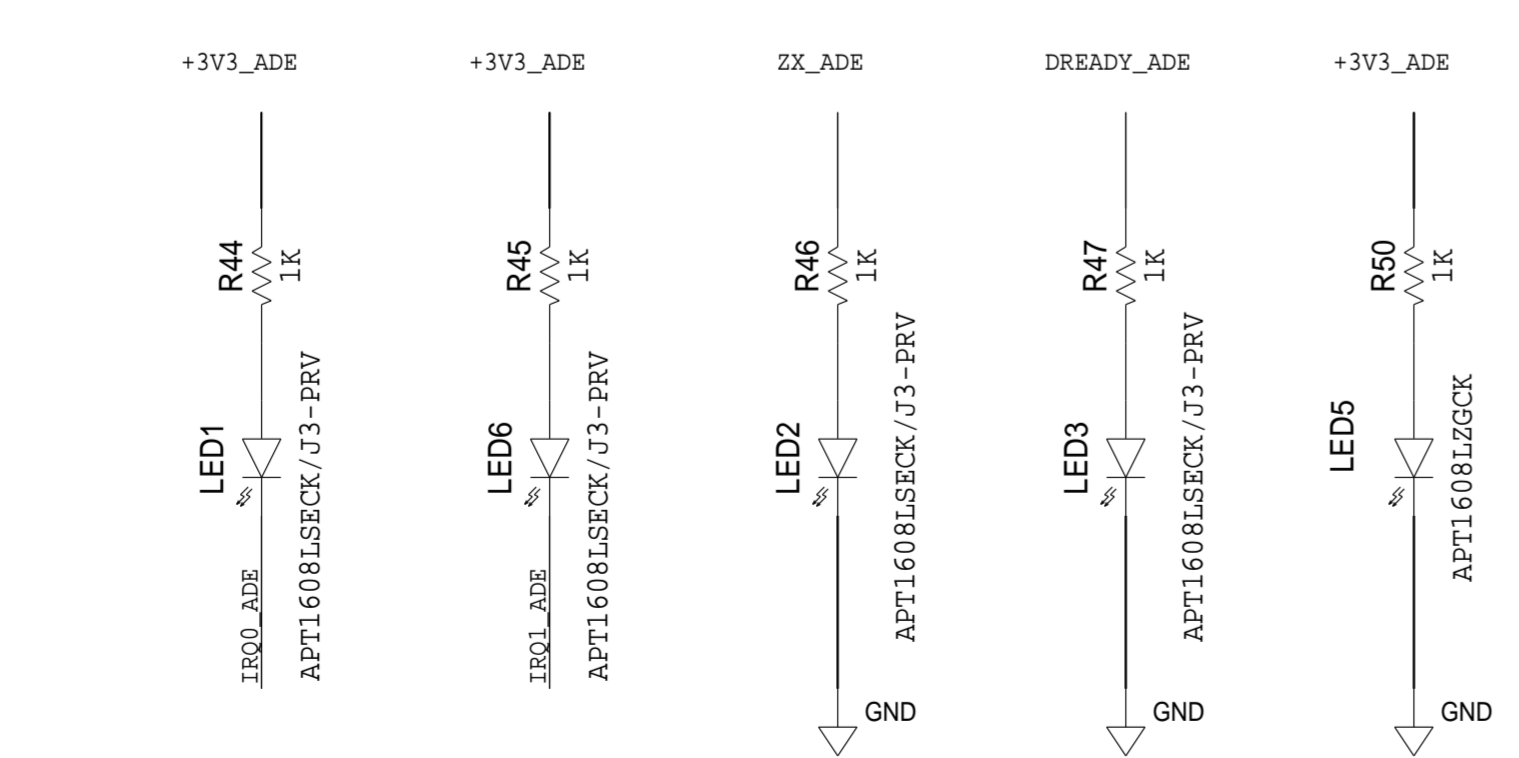 +3V3_ADE
+3V3_ADE
ZX_ADE
DREADY_ADE
+3V3_ADE
R44
1K
R45
1K
R46
1K
R47
1K
R50
1K
LED1
APT1608LSECK/J3-PRV
LED6
APT1608LSECK/J3-PRV
LED2
APT1608LSECK/J3-PRV
LED3
APT1608LSECK/J3-PRV
LED5
APT1608LZGCK
IRQ0_ADE
IRQ1_ADE
GND
GND
GND